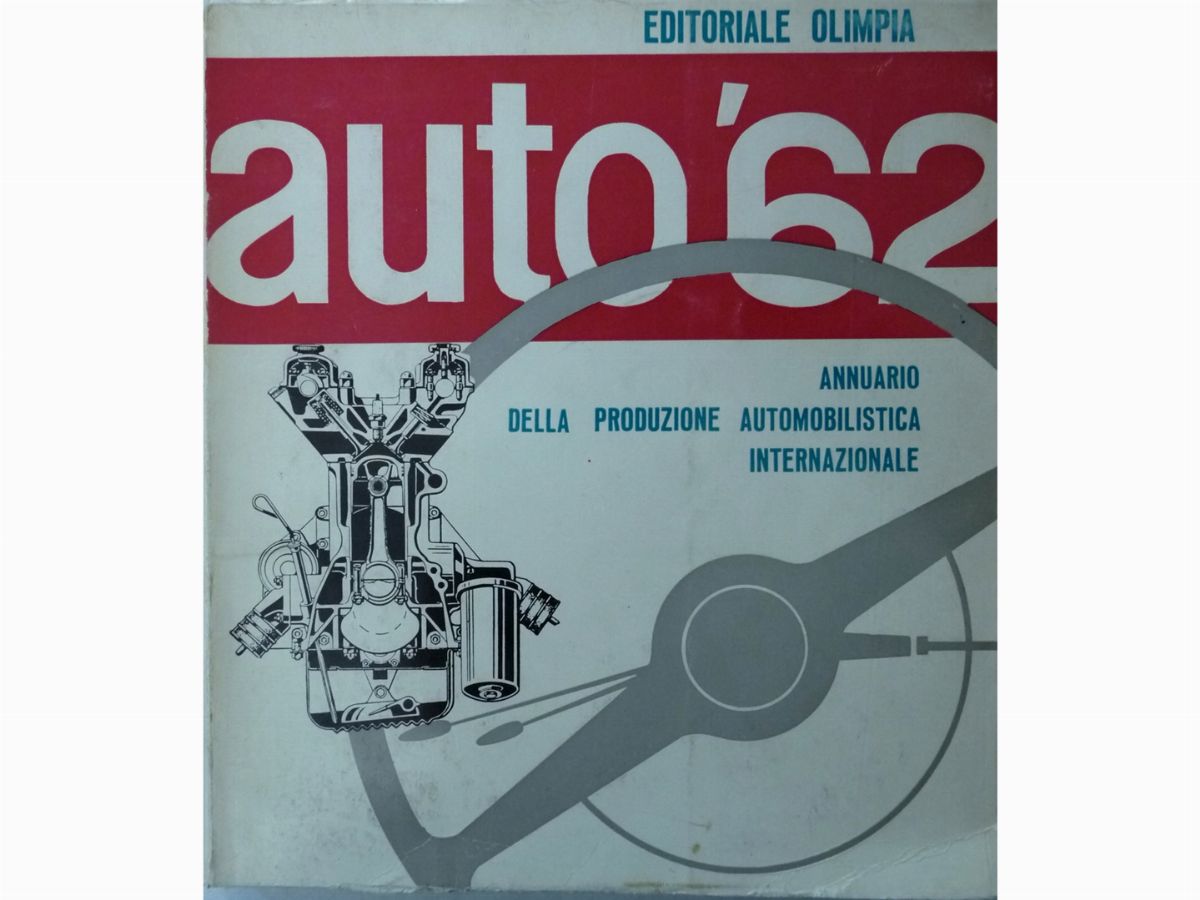 EDITORIALE OLIMPIA
auto'62
ANNUARIO
DELLA PRODUZIONE AUTOMOBILISTICA
INTERNAZIONALE